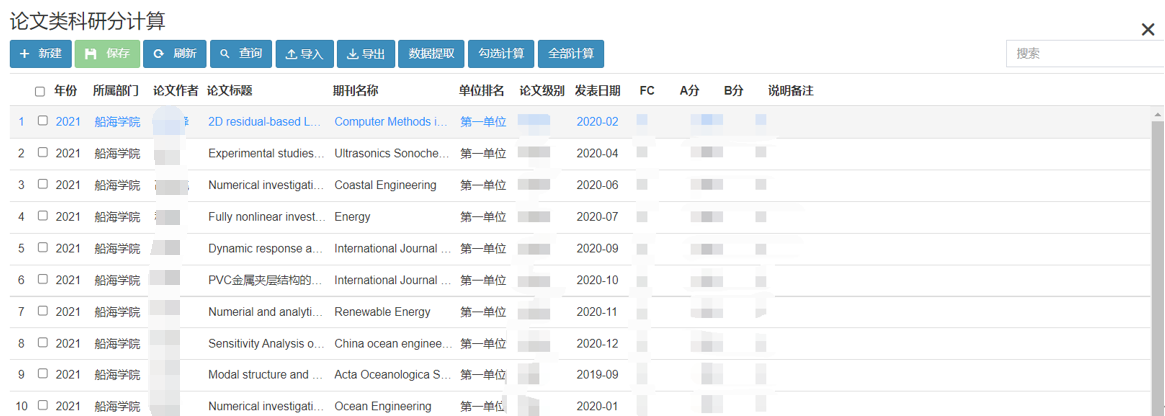 论文类科研分计算
+ 新建 保存 刷新 查询 导入 导出 数据提取 勾选计算 全部计算 搜索
年份 所属部门 论文作者 论文标题 期刊名称 单位排名 论文级别 发表日期 FC A分 B分 说明备注
1 2021 船海学院 2D residual-based L... Computer Methods i... 第一单位 2020-02
2 2021 船海学院 Experimental studies... Ultrasonics Sonoche... 第一单位 2020-04
3 2021 船海学院 Numerical investigati... Coastal Engineering 第一单位 2020-06
4 2021 船海学院 Fully nonlinear invest... Energy 第一单位 2020-07
5 2021 船海学院 Dynamic response a... International Journal ... 第一单位 2020-09
6 2021 船海学院 PVC金属夹层结构的... International Journal ... 第一单位 2020-10
7 2021 船海学院 Numerial and analyti... Renewable Energy 第一单位 2020-11
8 2021 船海学院 Sensitivity Analysis o... China ocean enginee... 第一单位 2020-12
9 2021 船海学院 Modal structure and ... Acta Oceanologica S... 第一单位 2019-09
10 2021 船海学院 Numerical investigati... Ocean Engineering 第一单位 2020-01